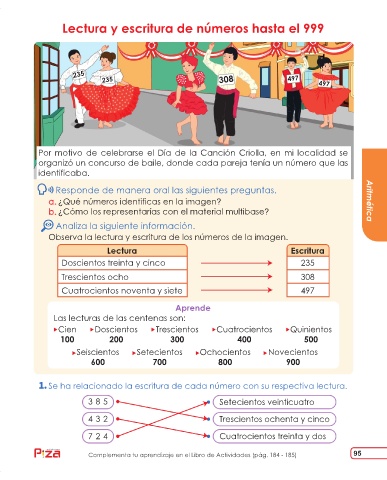 Lectura y escritura de números hasta el 999
235
235
308
497
497
Por motivo de celebrarse el Día de la Canción Criolla, en mi localidad se
organizó un concurso de baile, donde cada pareja tenía un número que las
identificaba.
Responde de manera oral las siguientes preguntas.
a. ¿Qué números identificas en la imagen?
b. ¿Cómo los representarías con el material multibase?
Analiza la siguiente información.
Observa la lectura y escritura de los números de la imagen.
Lectura Escritura
Doscientos treinta y cinco 235
Trescientos ocho 308
Cuatrocientos noventa y siete 497
Aprende
Las lecturas de las centenas son:
Cien Doscientos Trescientos Cuatrocientos Quinientos
100 200 300 400 500
Seiscientos Setecientos Ochocientos Novecientos
600 700 800 900
1. Se ha relacionado la escritura de cada número con su respectiva lectura.
3 8 5 Setecientos veinticuatro
4 3 2 Trescientos ochenta y cinco
7 2 4 Cuatrocientos treinta y dos
Aritmética
Pizza
Complementa tu aprendizaje en el Libro de Actividades (pág. 184 - 185)
95